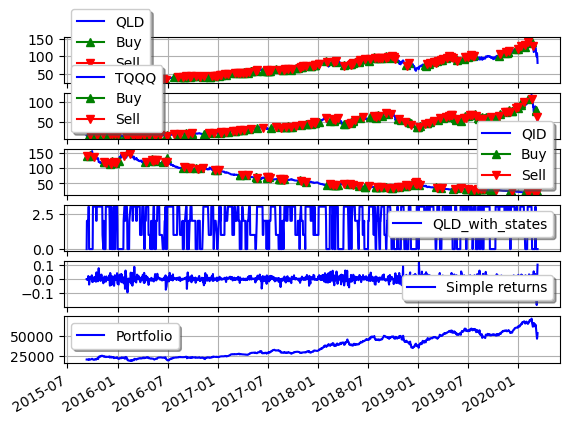 QLD
Buy
Sell
150
100
50
TQQQ
Buy
Sell
100
50
QID
Buy
Sell
150
100
50
QLD_with_states
2.5
0.0
Simple returns
0.1
0.0
−0.1
Portfolio
50000
25000
2015-07 2016-01 2016-07 2017-01 2017-07 2018-01 2018-07 2019-01 2019-07 2020-01